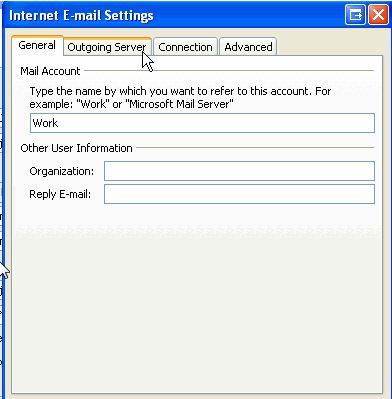 Internet E-mail Settings
General Outgoing Server Connection Advanced
Mail Account
Type the name by which you want to refer to this account. For
example: "Work" or "Microsoft Mail Server"
Work
Other User Information
Organization:
Reply E-mail: